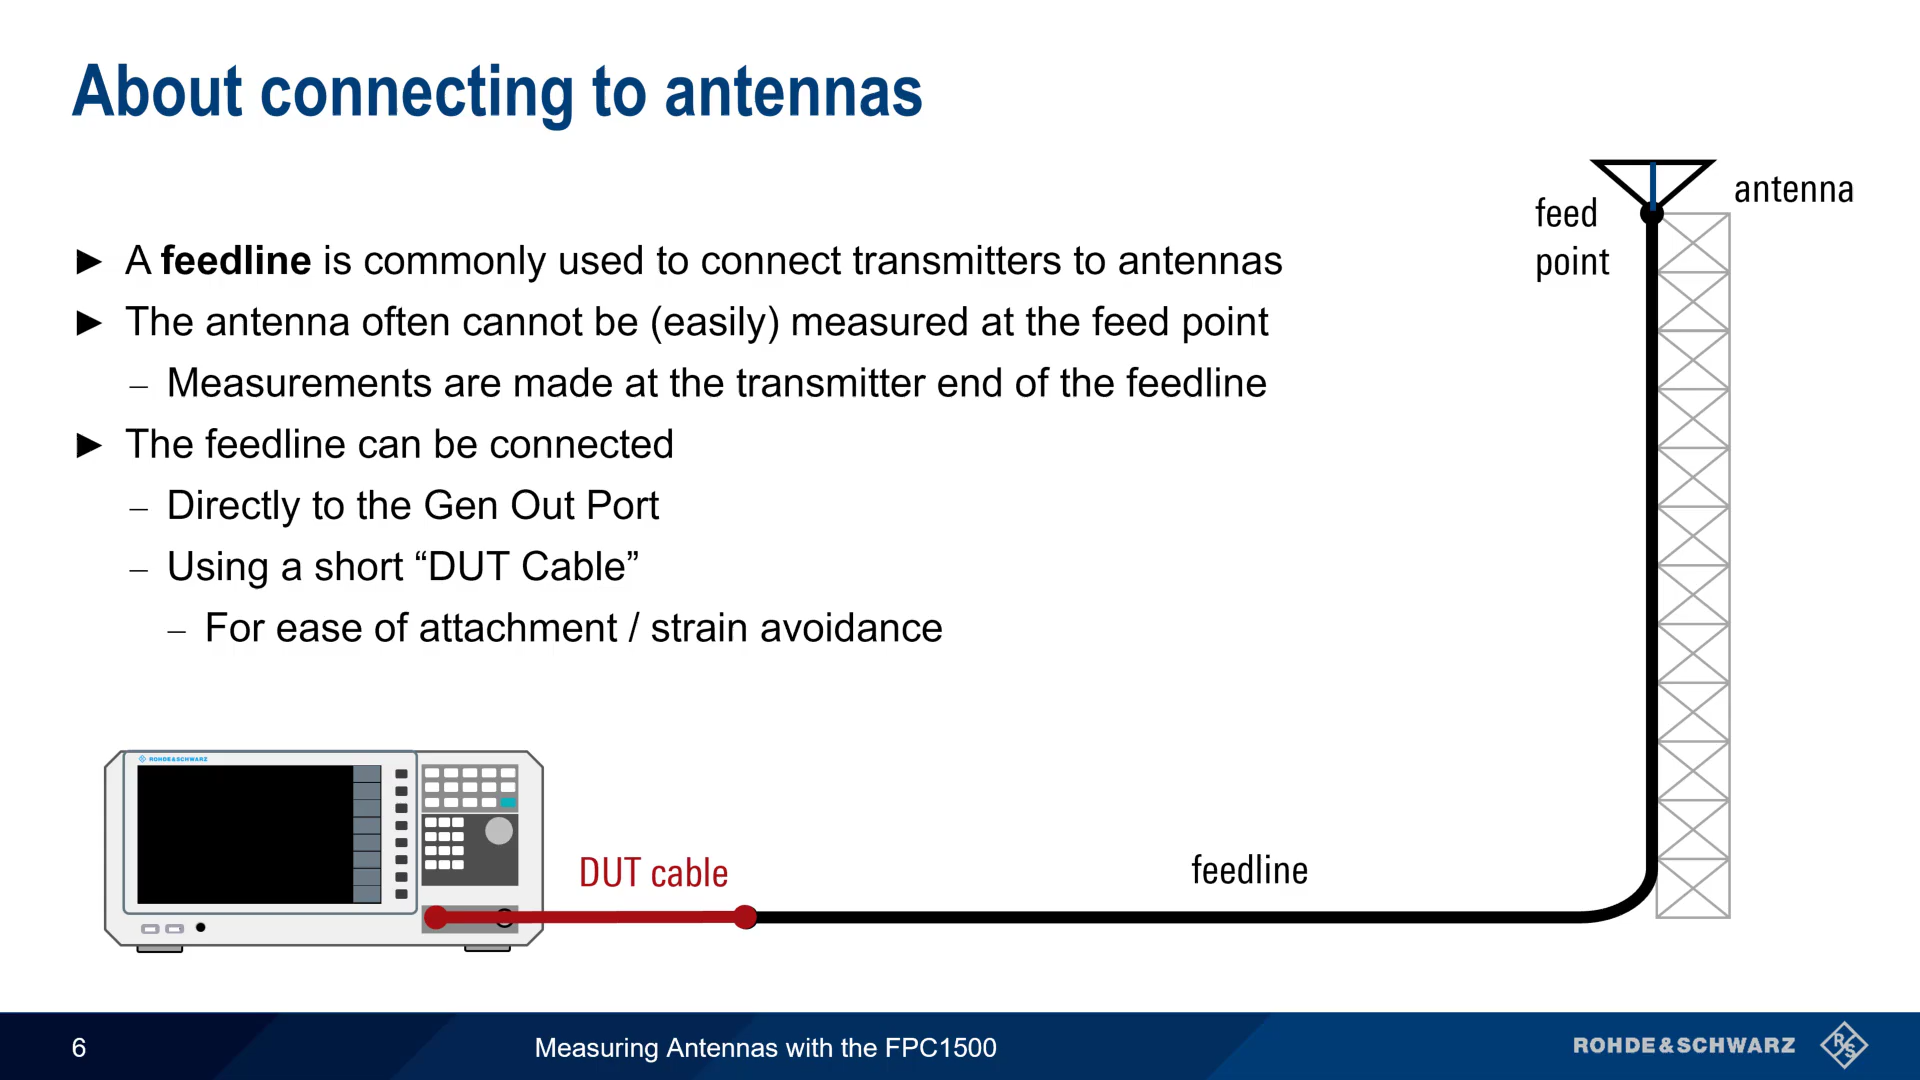 About connecting to antennas
antenna
feed
point
► A feedline is commonly used to connect transmitters to antennas
► The antenna often cannot be (easily) measured at the feed point
– Measurements are made at the transmitter end of the feedline
► The feedline can be connected
– Directly to the Gen Out Port
– Using a short “DUT Cable”
– For ease of attachment / strain avoidance
ROHDE&SCHWARZ
DUT cable
feedline
6
Measuring Antennas with the FPC1500
ROHDE&SCHWARZ
R&S